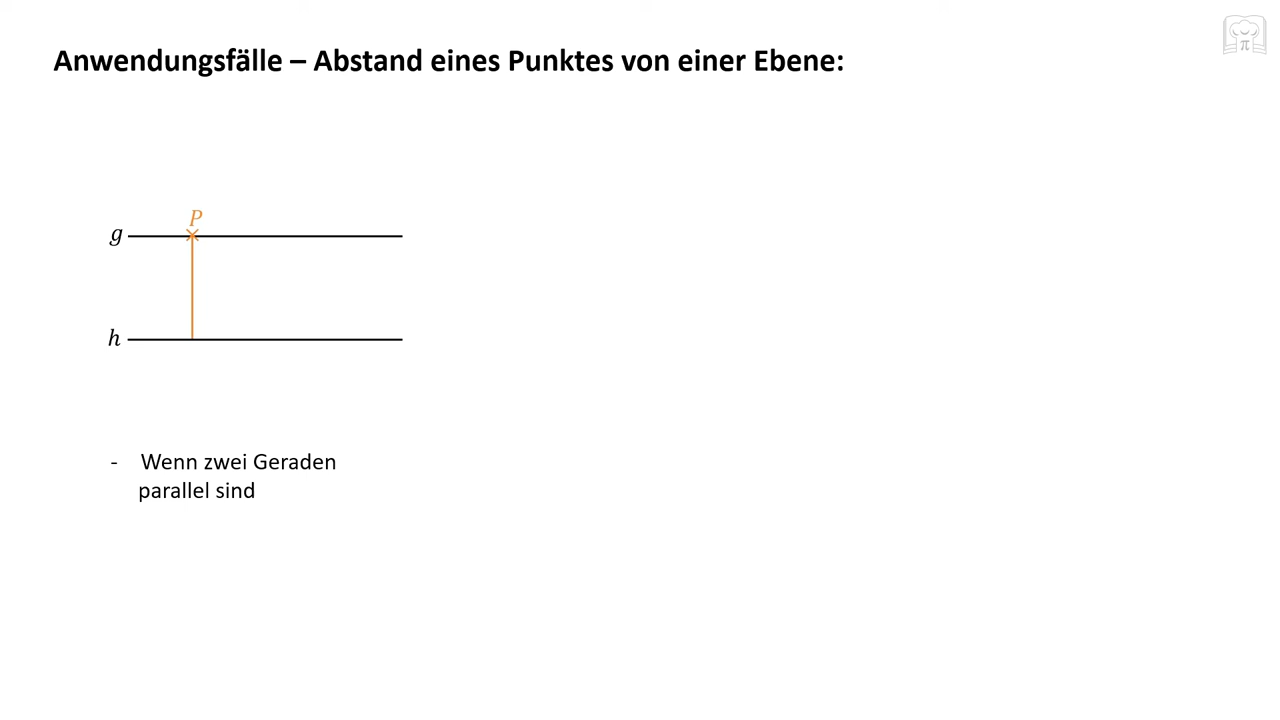 Anwendungsfälle – Abstand eines Punktes von einer Ebene:
π
P
g
h
- Wenn zwei Geraden
parallel sind